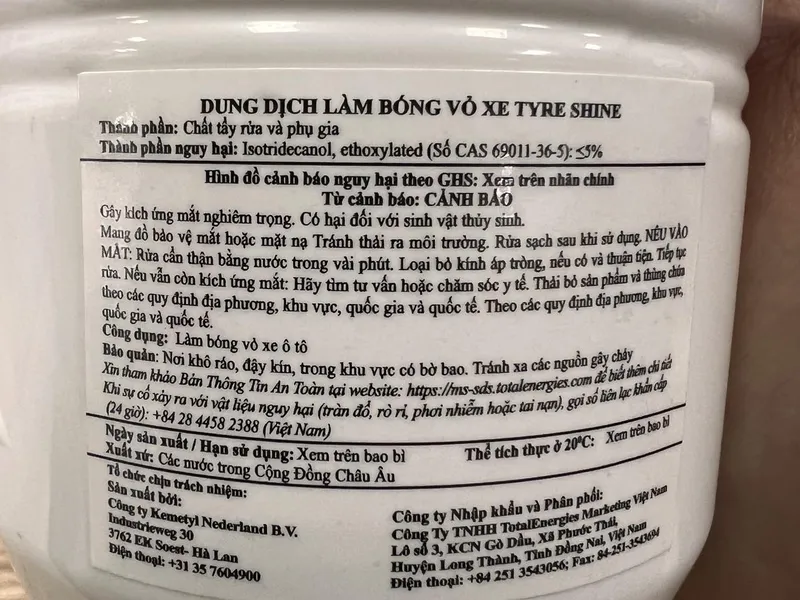 DUNG DỊCH LÀM BÓNG VỎ XE TYRE SHINE
Thành phần: Chất tẩy rửa và phụ gia
Thành phần nguy hại: Isotridecanol, ethoxylated (Số CAS 69011-36-5): ≤5%
Hình đồ cảnh báo nguy hại theo GHS: Xem trên nhãn chính
Từ cảnh báo: CẢNH BÁO
Gây kích ứng mắt nghiêm trọng. Có hại đối với sinh vật thủy sinh.
Mang đồ bảo vệ mắt hoặc mặt nạ Tránh thải ra môi trường. Rửa sạch sau khi sử dụng. NẾU VÀO
MẮT: Rửa cẩn thận bằng nước trong vài phút. Loại bỏ kính áp tròng, nếu có và thuận tiện. Tiếp tục
rửa. Nếu vẫn còn kích ứng mắt: Hãy tìm tư vấn hoặc chăm sóc y tế. Thải bỏ sản phẩm và thùng chứa
theo các quy định địa phương, khu vực, quốc gia và quốc tế. Theo các quy định địa phương, khu vực,
quốc gia và quốc tế.
Công dụng: Làm bóng vỏ xe ô tô
Bảo quản: Nơi khô ráo, đậy kín, trong khu vực có bờ bao. Tránh xa các nguồn gây cháy
Xin tham khảo Bản Thông Tin An Toàn tại website: https://ms-sds.totalenergies.com để biết thêm chi tiết
Khi sự cố xảy ra với vật liệu nguy hại (tràn đổ, rò rỉ, phơi nhiễm hoặc tai nạn), gọi số liên lạc khẩn cấp
(24 giờ): +84 28 4458 2388 (Việt Nam)
Ngày sản xuất / Hạn sử dụng: Xem trên bao bì Thể tích thực ở 20°C: Xem trên bao bì
Xuất xứ: Các nước trong Cộng Đồng Châu Âu
Tổ chức chịu trách nhiệm:
Sản xuất bởi:
Công ty Kemetyl Nederland B.V.
Industrieweg 30
3762 EK Soest- Hà Lan
Điện thoại: +31 35 7604900
Công ty Nhập khẩu và Phân phối:
Công Ty TNHH TotalEnergies Marketing Việt Nam
Lô số 3, KCN Gò Dầu, Xã Phước Thái,
Huyện Long Thành, Tỉnh Đồng Nai, Việt Nam
Điện thoại: +84 251 3543056; Fax: 84-251-3543694